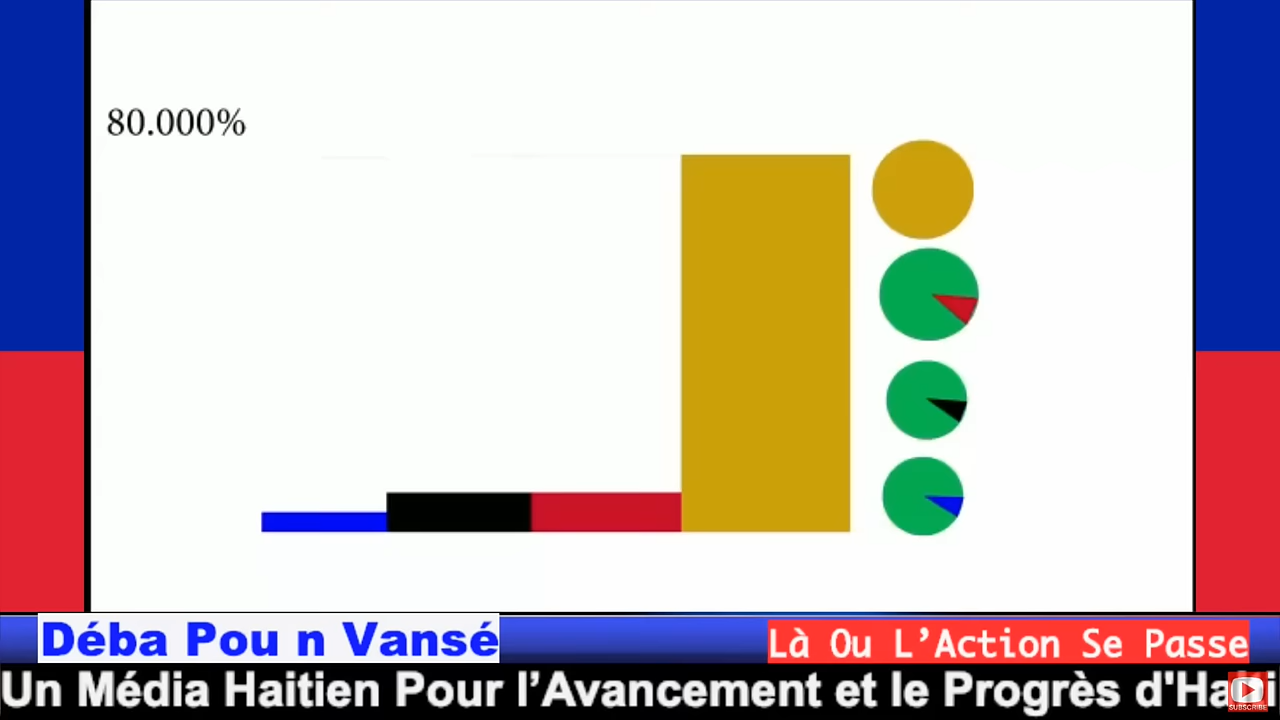 80.000%
Déba Pou n Vansé
Là Ou L’Action Se Passe
Un Média Haitien Pour l’Avancement et le Progrès d'Haiti
SUBSCRIBE